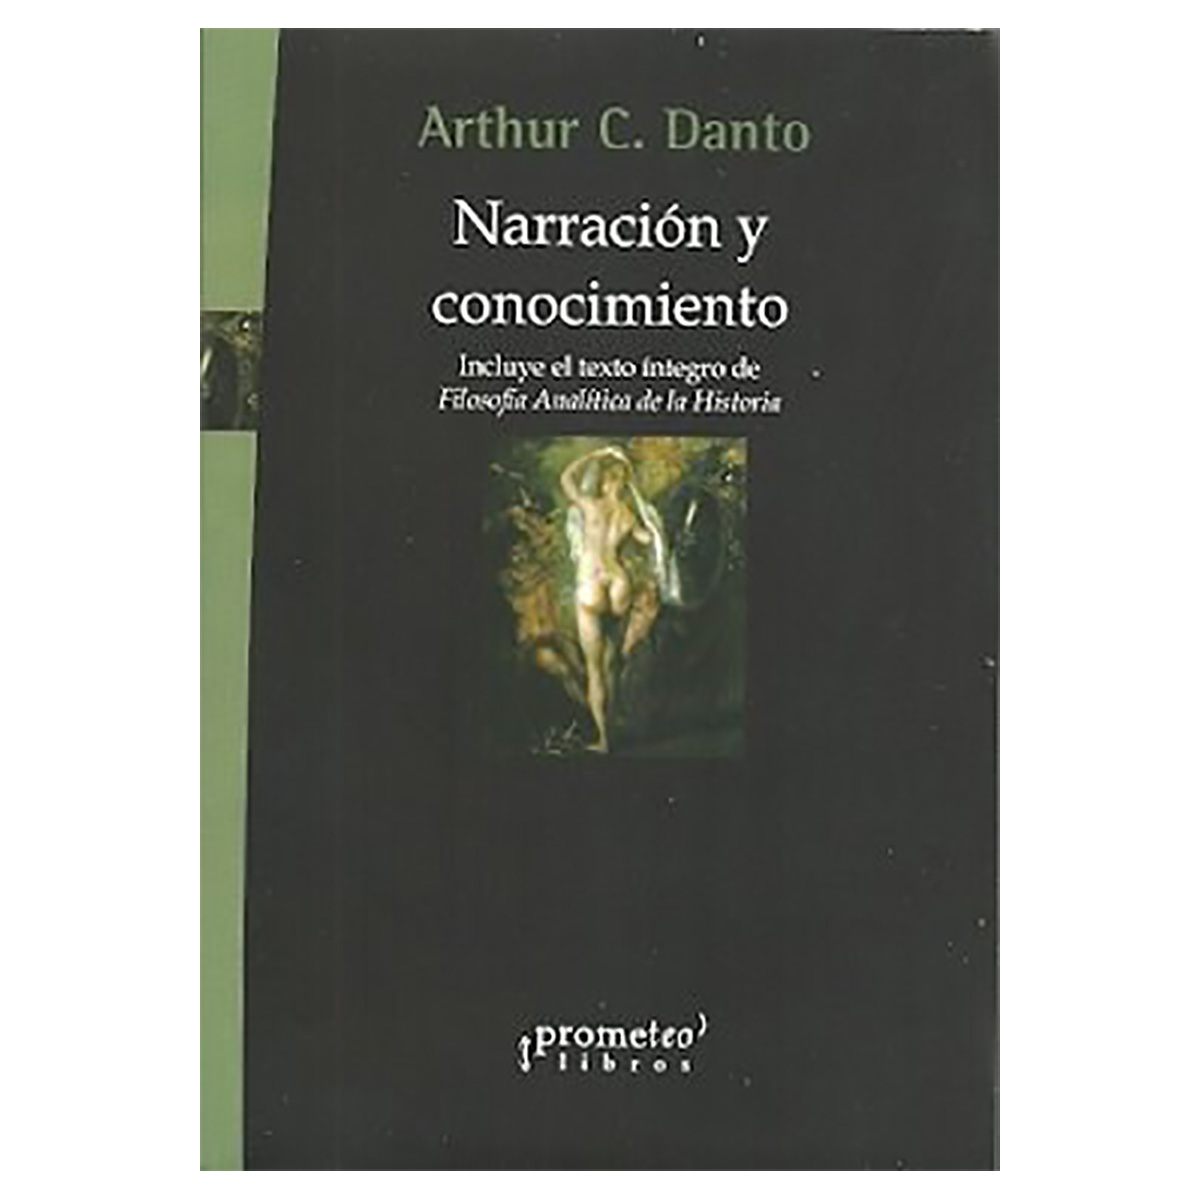 Arthur C. Danto
Narración y
conocimiento
Incluye el texto íntegro de
Filosofía Analítica de la Historia
prometeo)
libros